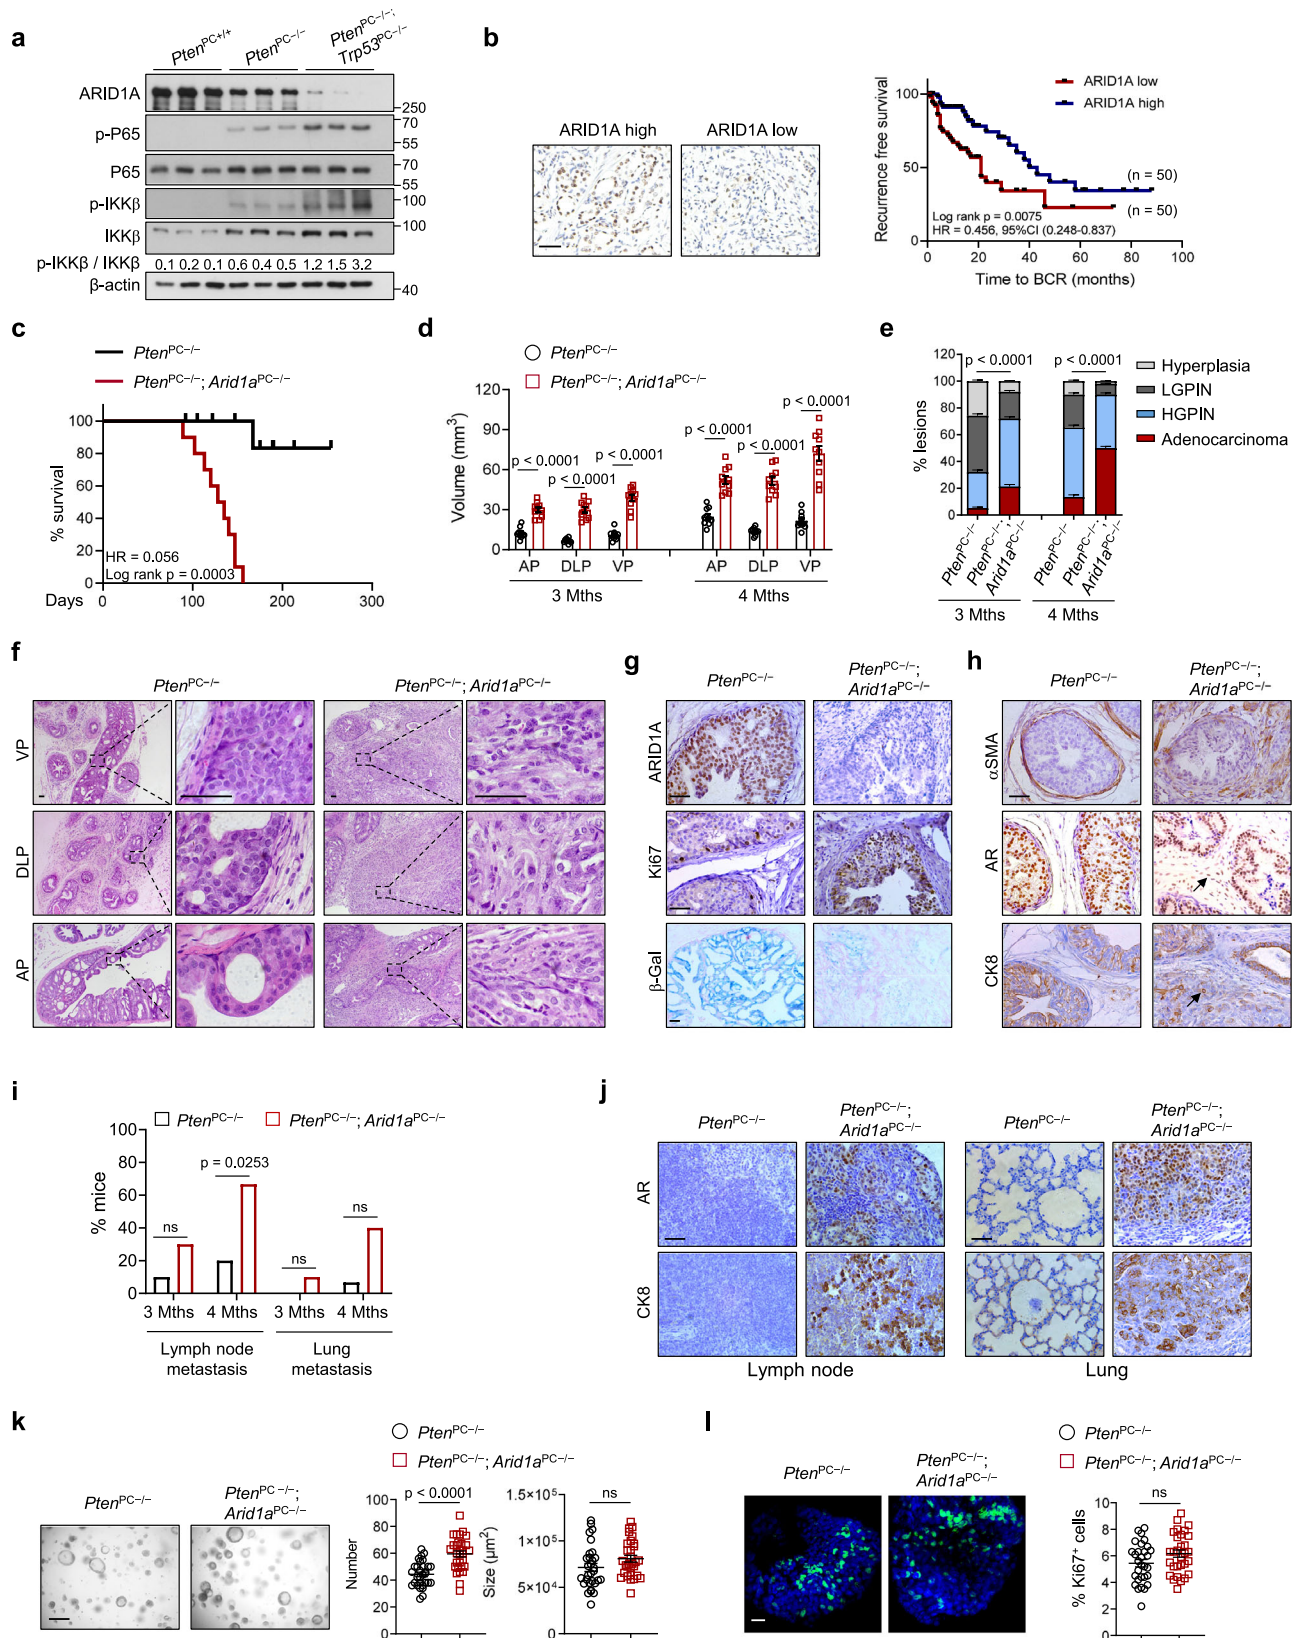 a
Pten^PC+/+
Pten^PC−/−
Pten^PC−/−;
Trp53^PC−/−
ARID1A
250
p-P65
70
55
P65
70
55
p-IKKβ
100
IKKβ
100
p-IKKβ / IKKβ
0.1 0.2 0.1 0.6 0.4 0.5 1.2 1.5 3.2
β-actin
40
b
ARID1A high
ARID1A low
ARID1A low
ARID1A high
Recurrence free survival
100
50
0
(n = 50)
(n = 50)
Log rank p = 0.0075
HR = 0.456, 95%CI (0.248-0.837)
0 20 40 60 80 100
Time to BCR (months)
c
Pten^PC−/−
Pten^PC−/−; Arid1a^PC−/−
% survival
100
80
60
40
20
0
HR = 0.056
Log rank p = 0.0003
Days
100 200 300
d
Pten^PC−/−
Pten^PC−/−; Arid1a^PC−/−
Volume (mm³)
120
90
60
30
0
p < 0.0001
p < 0.0001
p < 0.0001
p < 0.0001
p < 0.0001
p < 0.0001
AP DLP VP AP DLP VP
3 Mths 4 Mths
e
% lesions
120
100
80
60
40
20
0
p < 0.0001 p < 0.0001
Hyperplasia
LGPIN
HGPIN
Adenocarcinoma
Pten^PC−/−
Pten^PC−/−;
Arid1a^PC−/−
Pten^PC−/−
Pten^PC−/−;
Arid1a^PC−/−
3 Mths 4 Mths
f
Pten^PC−/−
Pten^PC−/−; Arid1a^PC−/−
VP
DLP
AP
g
Pten^PC−/−
Pten^PC−/−;
Arid1a^PC−/−
ARID1A
Ki67
β-Gal
h
Pten^PC−/−
Pten^PC−/−;
Arid1a^PC−/−
αSMA
AR
CK8
i
Pten^PC−/−
Pten^PC−/−; Arid1a^PC−/−
% mice
100
80
60
40
20
0
ns
p = 0.0253
ns
ns
3 Mths 4 Mths 3 Mths 4 Mths
Lymph node
metastasis
Lung
metastasis
j
Pten^PC−/−
Pten^PC−/−;
Arid1a^PC−/−
Pten^PC−/−
Pten^PC−/−;
Arid1a^PC−/−
AR
CK8
Lymph node
Lung
k
Pten^PC−/−
Pten^PC−/−;
Arid1a^PC−/−
Pten^PC−/−
Pten^PC−/−; Arid1a^PC−/−
Number
100
80
60
40
20
0
p < 0.0001
Size (µm²)
1.5×10⁵
1×10⁵
5×10⁴
0
ns
l
Pten^PC−/−
Pten^PC−/−;
Arid1a^PC−/−
Pten^PC−/−
Pten^PC−/−; Arid1a^PC−/−
% Ki67⁺ cells
10
8
6
4
2
0
ns